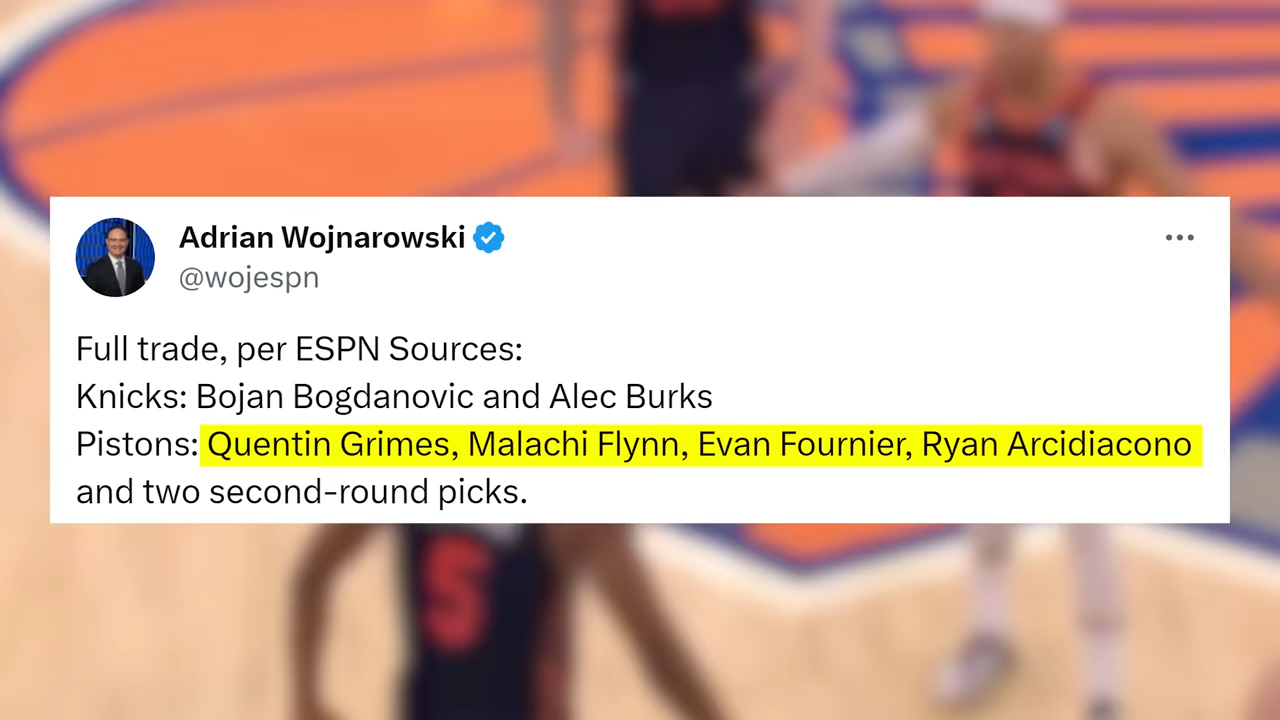 Adrian Wojnarowski
@wojespn
Full trade, per ESPN Sources:
Knicks: Bojan Bogdanovic and Alec Burks
Pistons: Quentin Grimes, Malachi Flynn, Evan Fournier, Ryan Arcidiacono
and two second-round picks.